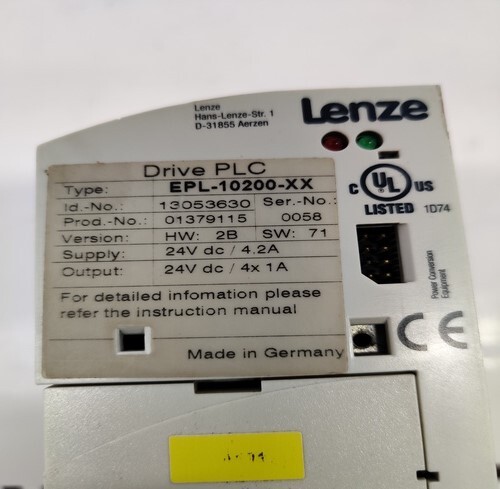 Lenze
Hans-Lenze-Str. 1
D-31855 Aerzen
Lenze
Drive PLC
Type: EPL-10200-XX
Id.-No.: 13053630 Ser.-No.:
Prod.-No.: 01379115 0058
Version: HW: 2B SW: 71
Supply: 24V dc / 4.2A
Output: 24V dc / 4x 1A
For detailed infomation please
refer the instruction manual
Made in Germany
C UL US
LISTED 1D74
Power Conversion
Equipment
CE